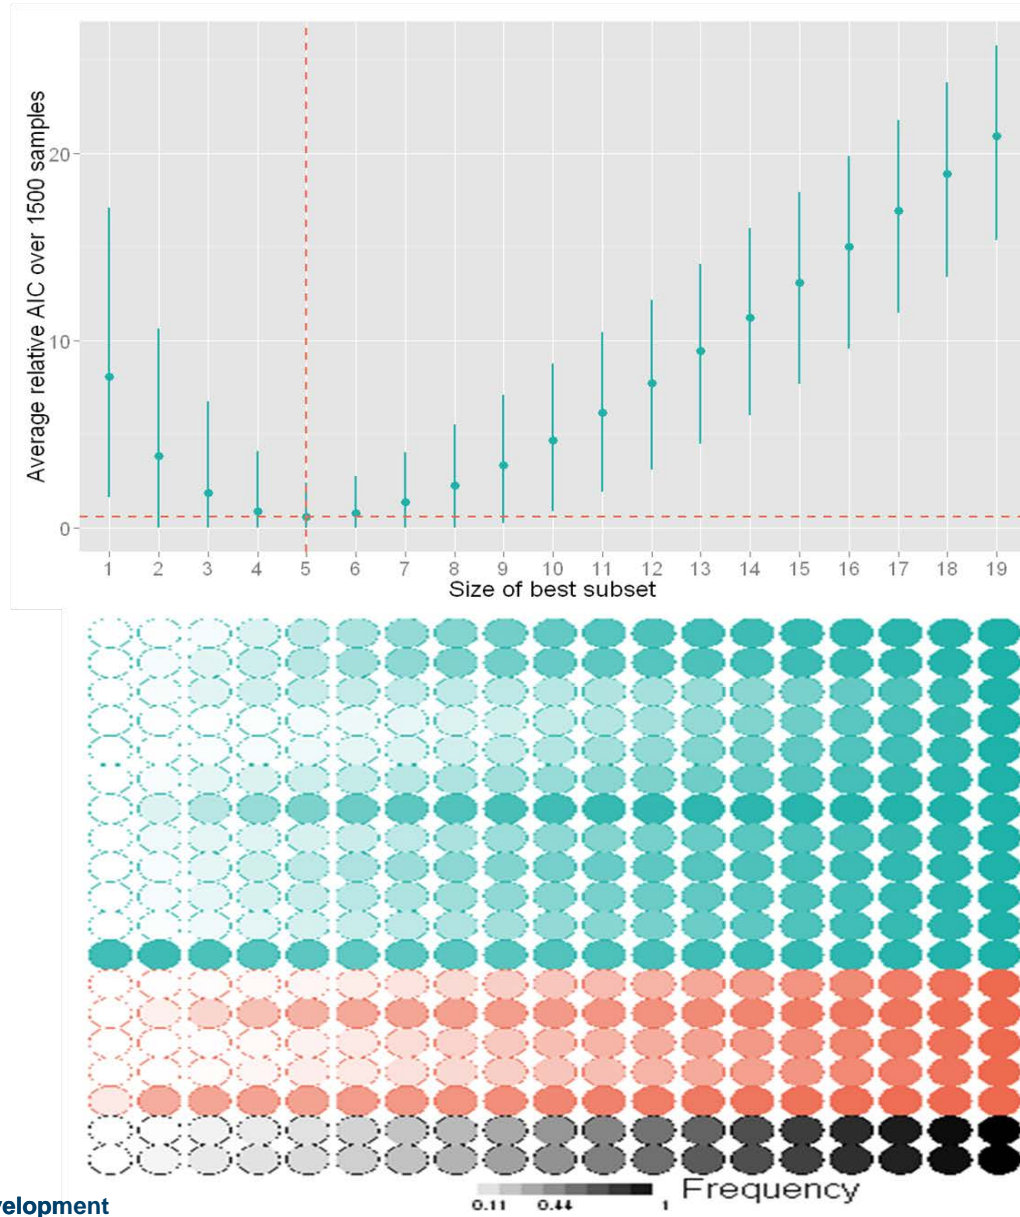 Average relative AIC over 1500 samples
20
10
0
1 2 3 4 5 6 7 8 9 10 11 12 13 14 15 16 17 18 19
Size of best subset
Frequency
0.11 0.44 1
velopment